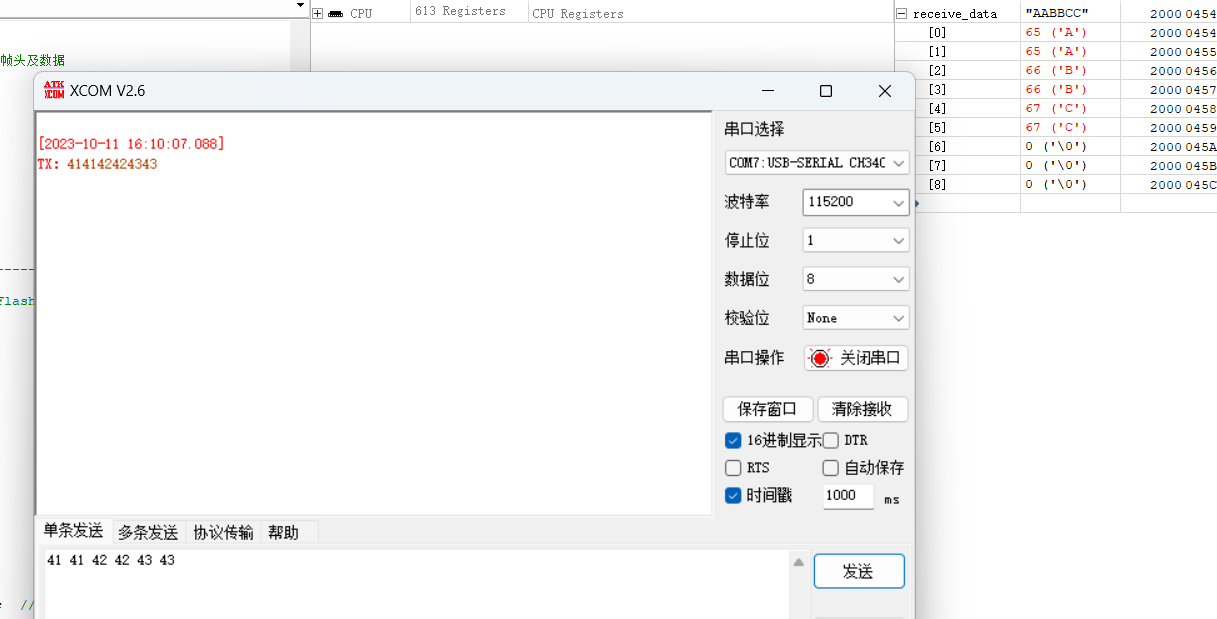 CPU
613 Registers
CPU Registers
receive_data "AABBCC" 2000 0454
[0] 65 ('A') 2000 0454
[1] 65 ('A') 2000 0455
[2] 66 ('B') 2000 0456
[3] 66 ('B') 2000 0457
[4] 67 ('C') 2000 0458
[5] 67 ('C') 2000 0459
[6] 0 ('\0') 2000 045A
[7] 0 ('\0') 2000 045B
[8] 0 ('\0') 2000 045C
帧头及数据
Flash
; //
ATK
XCOM
XCOM V2.6
[2023-10-11 16:10:07.088]
TX: 414142424343
串口选择
COM7:USB-SERIAL CH340
波特率 115200
停止位 1
数据位 8
校验位 None
串口操作 关闭串口
保存窗口 清除接收
16进制显示 DTR
RTS 自动保存
时间戳 1000 ms
单条发送 多条发送 协议传输 帮助
41 41 42 42 43 43
发送